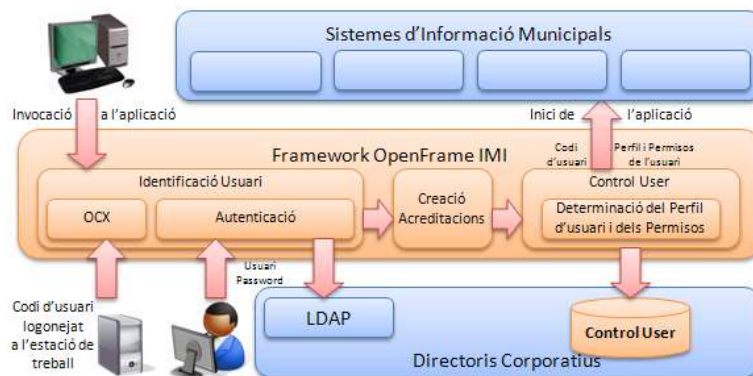 Sistemes d'Informació Municipals
Invocació a l'aplicació
Inici de l'aplicació
Codi d'usuari
Perfil i Permisos de l'usuari
Framework OpenFrame IMI
Identificació Usuari
OCX
Autenticació
Creació
Acreditacions
Control User
Determinació del Perfil
d'usuari i dels Permisos
Usuari
Password
Codi d'usuari
logonejat
a l'estació de
treball
LDAP
Control User
Directoris Corporatius